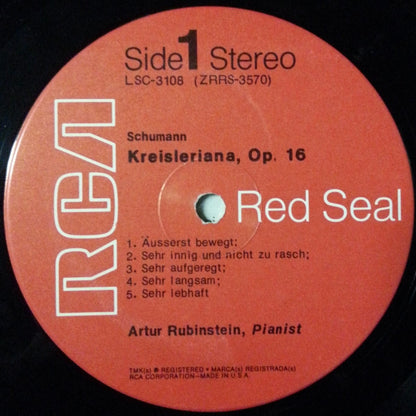 Side 1 Stereo
LSC-3108 (ZRRS-3570)
RCA
Schumann
Kreisleriana, Op. 16
Red Seal
1. Äusserst bewegt;
2. Sehr innig und nicht zu rasch;
3. Sehr aufgeregt;
4. Sehr langsam;
5. Sehr lebhaft
Artur Rubinstein, Pianist
TMK(s) ® REGISTERED • MARCA(s) REGISTRADA(s)
RCA CORPORATION—MADE IN U.S.A.